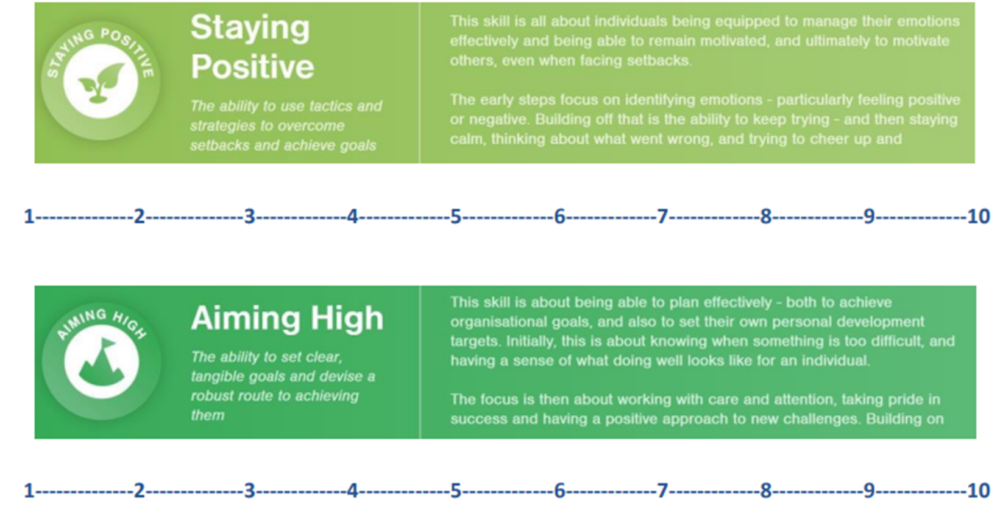 STAYING POSITIVE
Staying
Positive
The ability to use tactics and
strategies to overcome
setbacks and achieve goals
This skill is all about individuals being equipped to manage their emotions
effectively and being able to remain motivated, and ultimately to motivate
others, even when facing setbacks.
The early steps focus on identifying emotions - particularly feeling positive
or negative. Building off that is the ability to keep trying - and then staying
calm, thinking about what went wrong, and trying to cheer up and
1--------------2--------------3-------------4-------------5-------------6-------------7-------------8-------------9-------------10
AIMING HIGH
Aiming High
The ability to set clear,
tangible goals and devise a
robust route to achieving
them
This skill is about being able to plan effectively - both to achieve
organisational goals, and also to set their own personal development
targets. Initially, this is about knowing when something is too difficult, and
having a sense of what doing well looks like for an individual.
The focus is then about working with care and attention, taking pride in
success and having a positive approach to new challenges. Building on
1--------------2--------------3-------------4-------------5-------------6-------------7-------------8-------------9-------------10